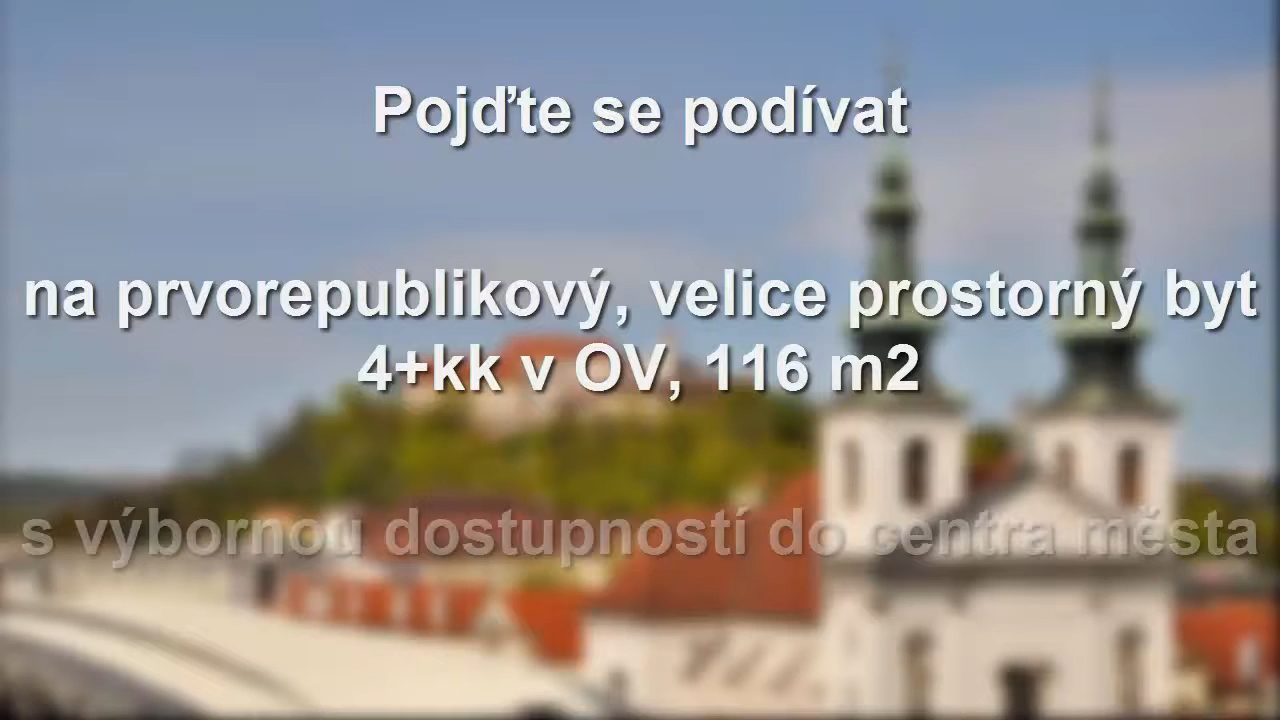 Pojďte se podívat
na prvorepublikový, velice prostorný byt
4+kk v OV, 116 m2
s výbornou dostupností do centra města